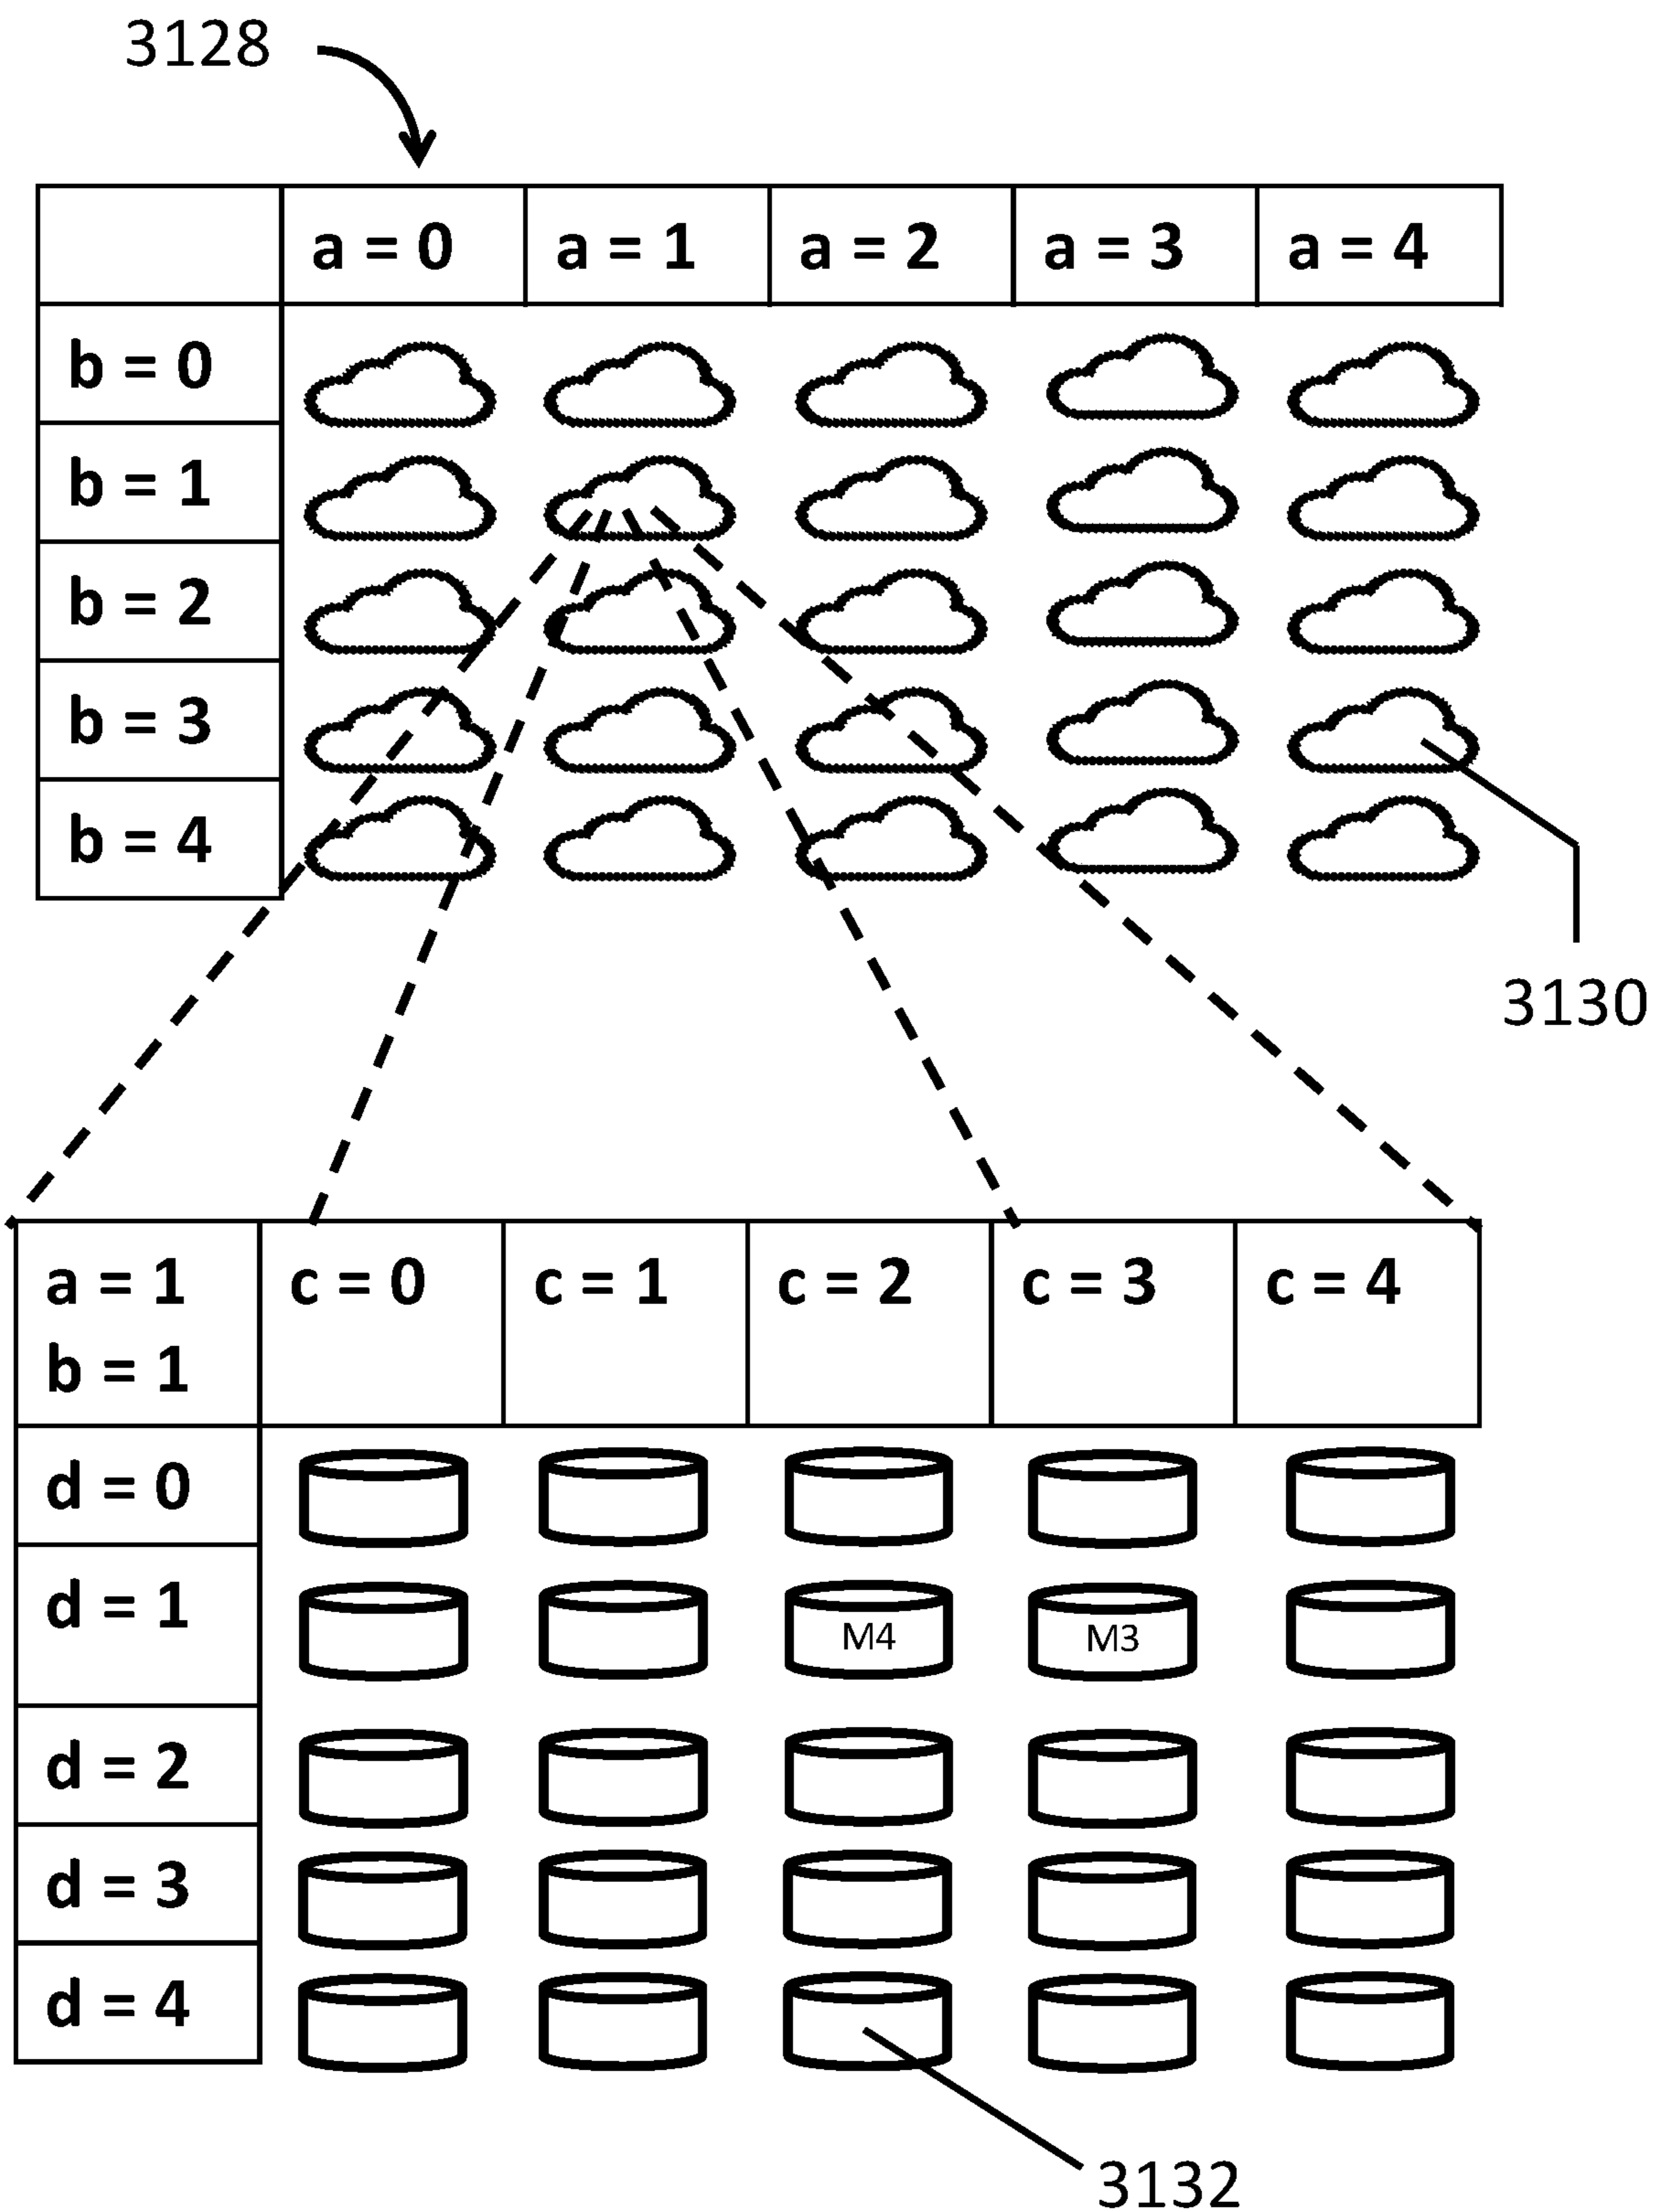 3128
a = 0 a = 1 a = 2 a = 3 a = 4
b = 0
b = 1
b = 2
b = 3
b = 4
3130
a = 1 c = 0 c = 1 c = 2 c = 3 c = 4
b = 1
d = 0
d = 1
M4 M3
d = 2
d = 3
d = 4
3132